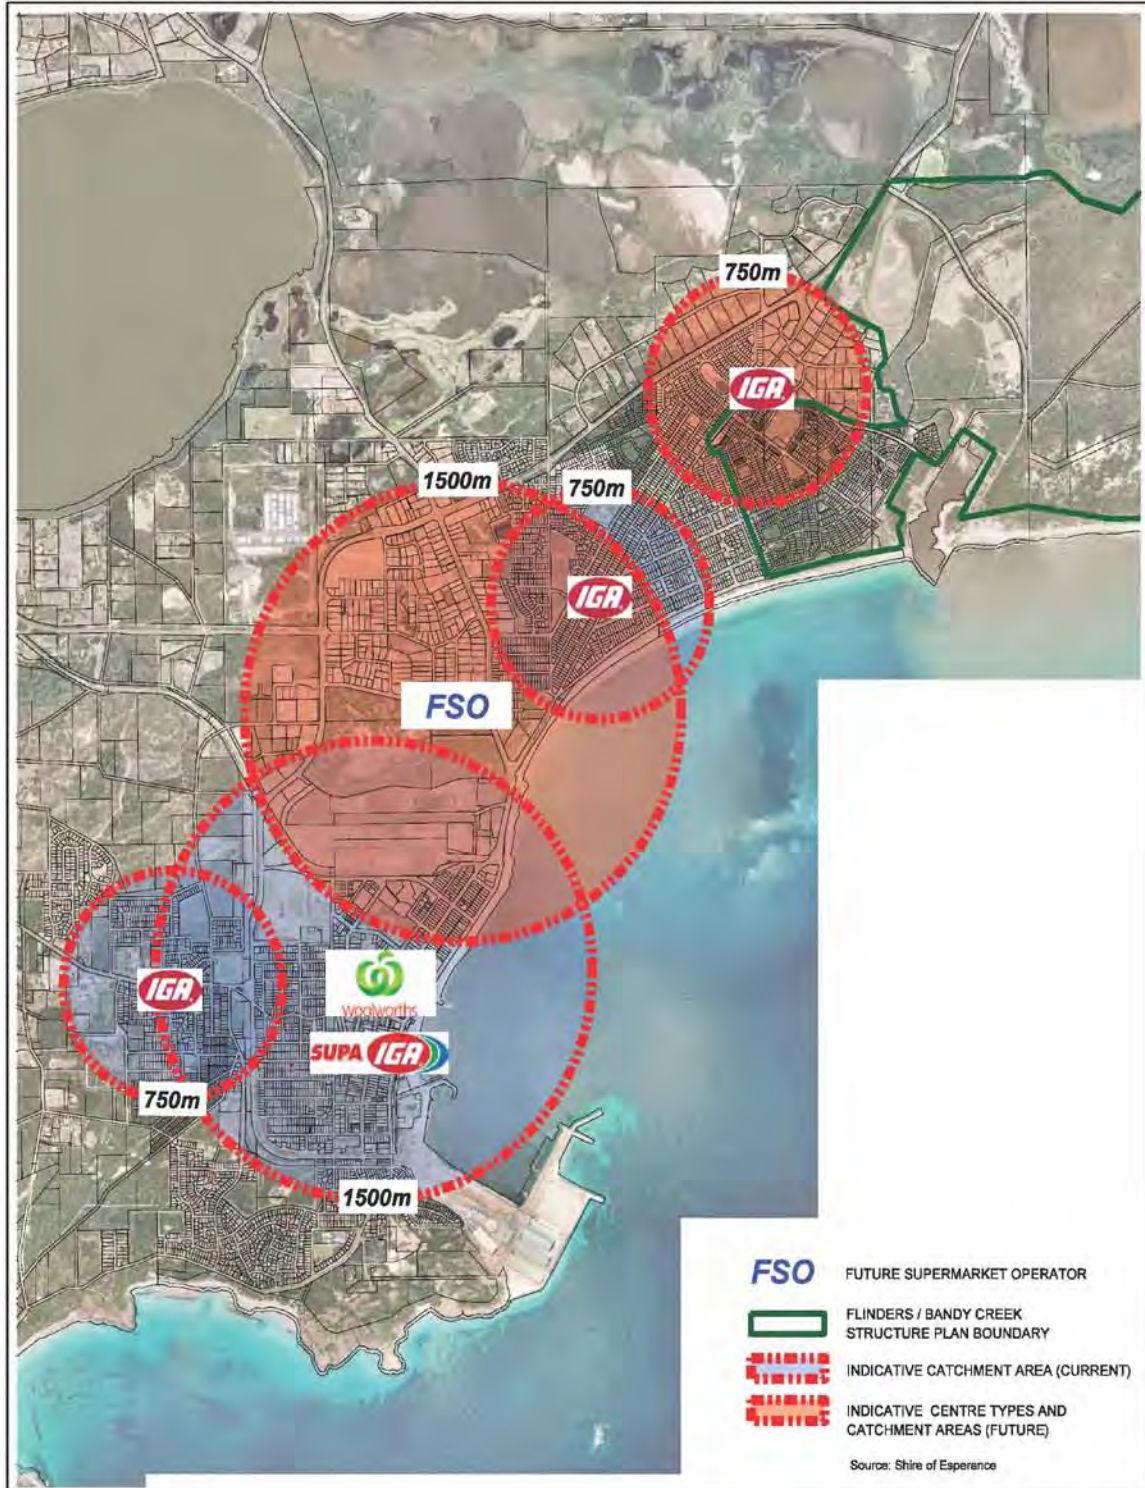 750m
IGA
1500m
750m
IGA
FSO
IGA
woolworths
SUPA IGA
750m
1500m
FSO FUTURE SUPERMARKET OPERATOR
FLINDERS / BANDY CREEK
STRUCTURE PLAN BOUNDARY
INDICATIVE CATCHMENT AREA (CURRENT)
INDICATIVE CENTRE TYPES AND
CATCHMENT AREAS (FUTURE)
Source: Shire of Esperance